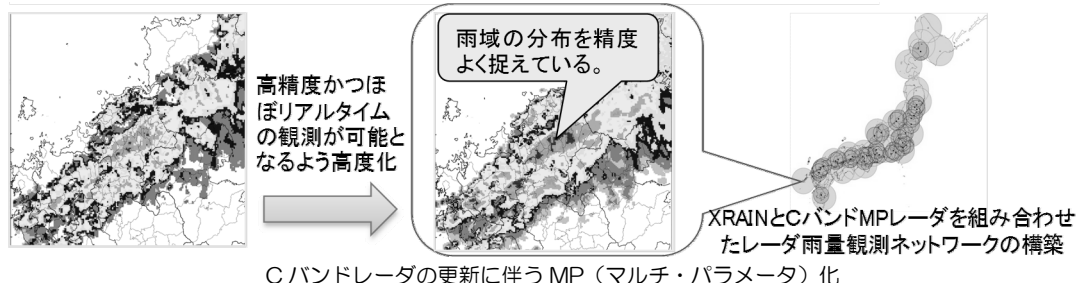 高精度かつほ
ぼリアルタイム
の観測が可能と
なるよう高度化
雨域の分布を精度
よく捉えている。
XRAINとCバンドMPレーダを組み合わせ
たレーダ雨量観測ネットワークの構築
C バンドレーダの更新に伴う MP（マルチ・パラメータ）化